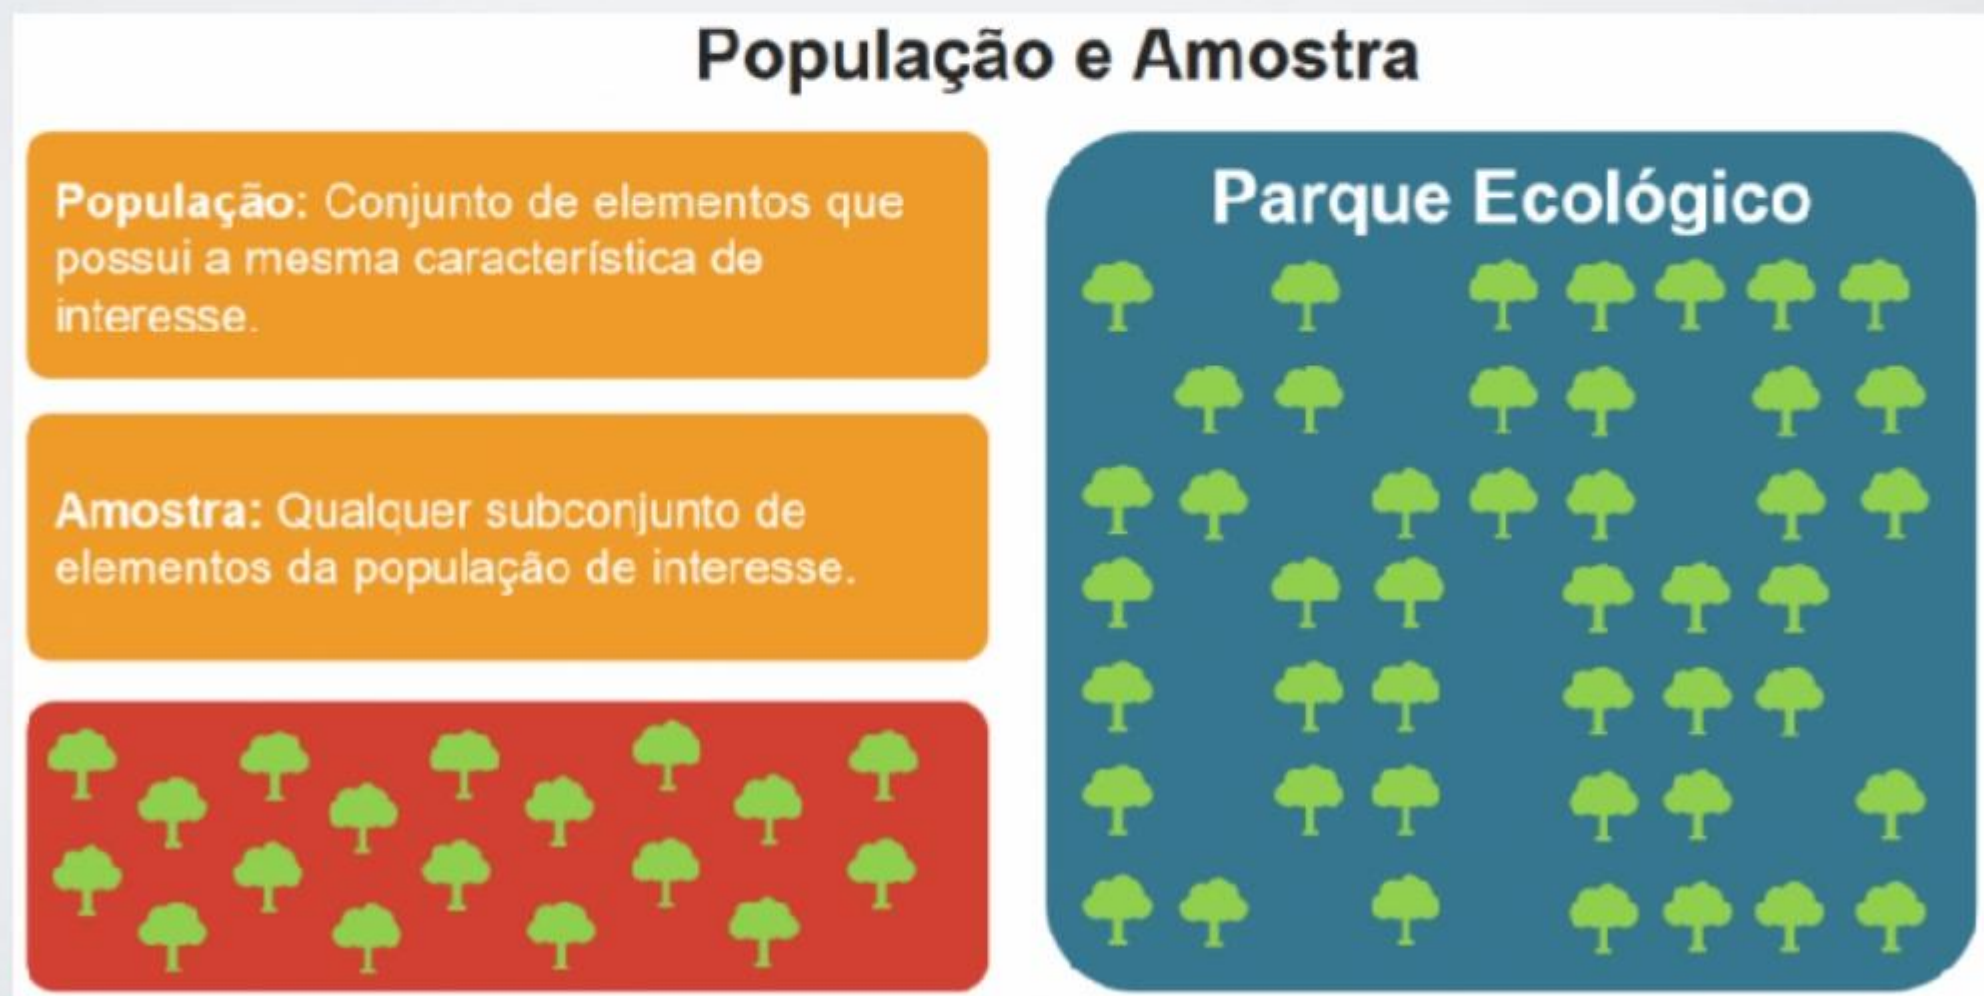 População e Amostra
População: Conjunto de elementos que
possui a mesma característica de
interesse.
Amostra: Qualquer subconjunto de
elementos da população de interesse.
Parque Ecológico